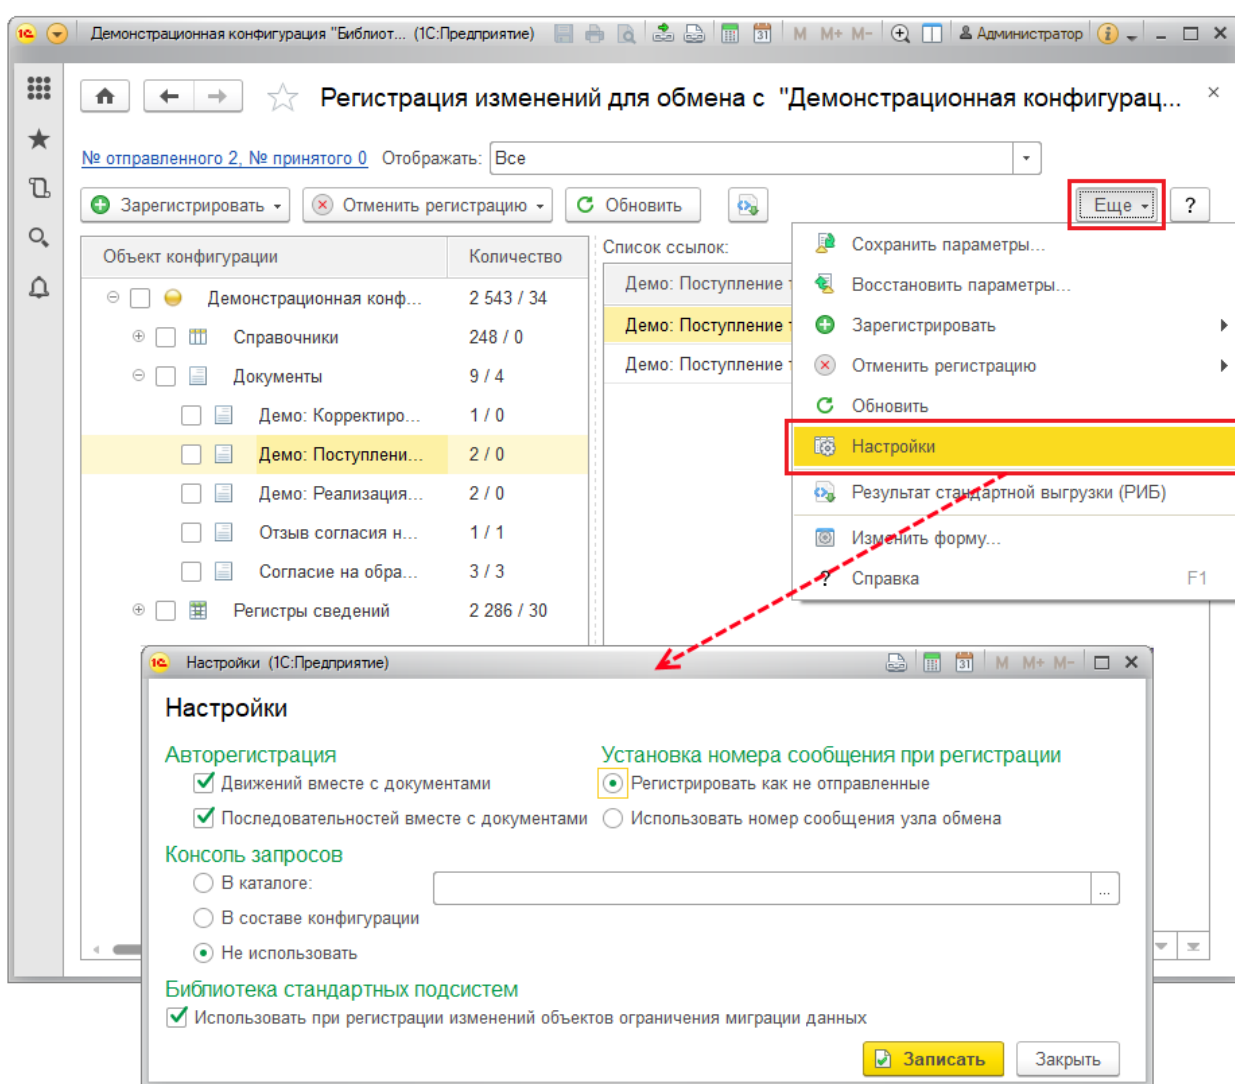 Демонстрационная конфигурация "Библиот... (1С:Предприятие) M M+ M- Администратор
Регистрация изменений для обмена с "Демонстрационная конфигурац...
№ отправленного 2, № принятого 0 Отображать: Все
Зарегистрировать Отменить регистрацию Обновить Еще ?
Объект конфигурации Количество
Список ссылок:
Демонстрационная конф... 2 543 / 34
Справочники 248 / 0
Документы 9 / 4
Демо: Корректиро... 1 / 0
Демо: Поступлени... 2 / 0
Демо: Реализация... 2 / 0
Отзыв согласия н... 1 / 1
Согласие на обра... 3 / 3
Регистры сведений 2 286 / 30
Демо: Поступление т
Демо: Поступление т
Демо: Поступление т
Сохранить параметры...
Восстановить параметры...
Зарегистрировать
Отменить регистрацию
Обновить
Настройки
Результат стандартной выгрузки (РИБ)
Изменить форму...
? Справка F1
Настройки (1С:Предприятие) 31 M M+ M-
Настройки
Авторегистрация
Движений вместе с документами
Последовательностей вместе с документами
Установка номера сообщения при регистрации
Регистрировать как не отправленные
Использовать номер сообщения узла обмена
Консоль запросов
В каталоге: ...
В составе конфигурации
Не использовать
Библиотека стандартных подсистем
Использовать при регистрации изменений объектов ограничения миграции данных
Записать Закрыть